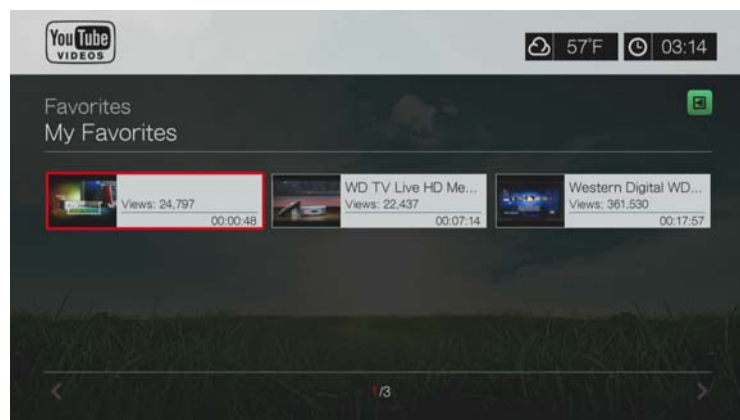 You Tube
VIDEOS
57°F
03:14
Favorites
My Favorites
Views: 24,797
00:00:48
WD TV Live HD Me...
Views: 22,437
00:07:14
Western Digital WD...
Views: 361,530
00:17:57
1/3